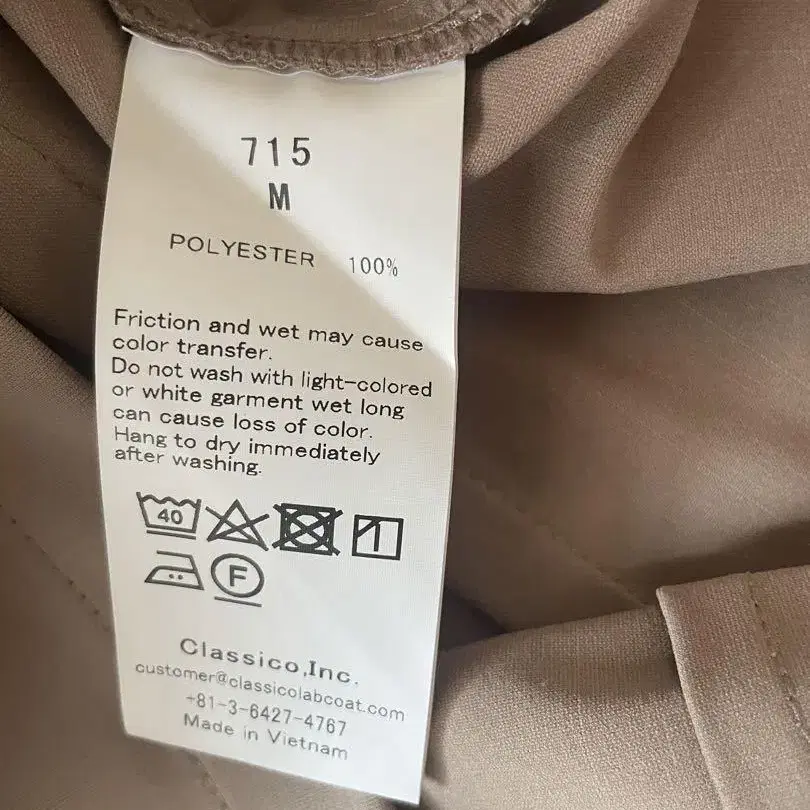 715
M
POLYESTER 100%
Friction and wet may cause
color transfer.
Do not wash with light-colored
or white garment wet long
can cause loss of color.
Hang to dry immediately
after washing.
40
F
Classico,Inc.
customer@classicolabcoat.com
+81-3-6427-4767
Made in Vietnam